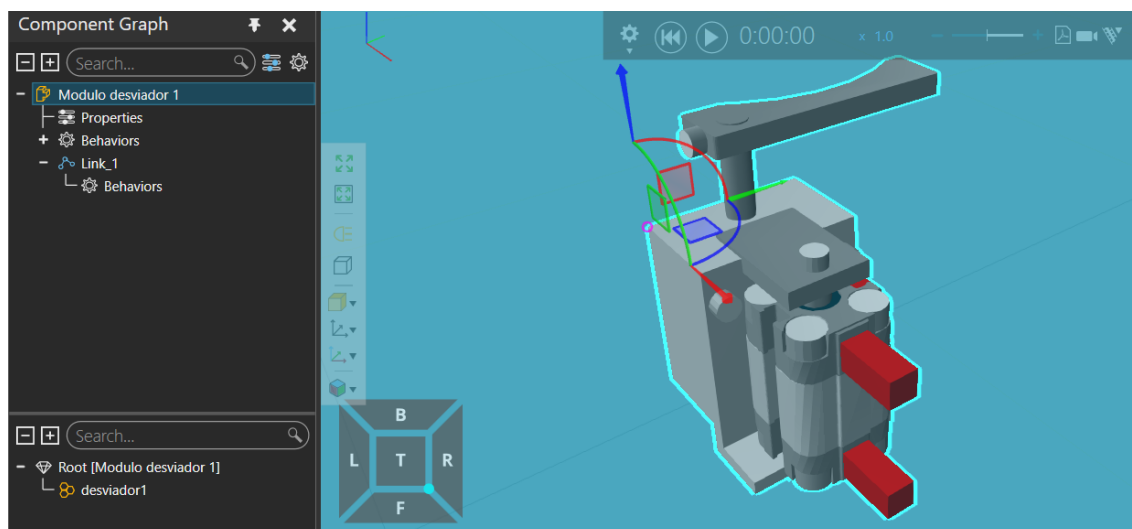 Component Graph
Search...
Modulo desviador 1
Properties
Behaviors
Link_1
Behaviors
Search...
Root [Modulo desviador 1]
desviador1
0:00:00
x 1.0
B
L T R
F